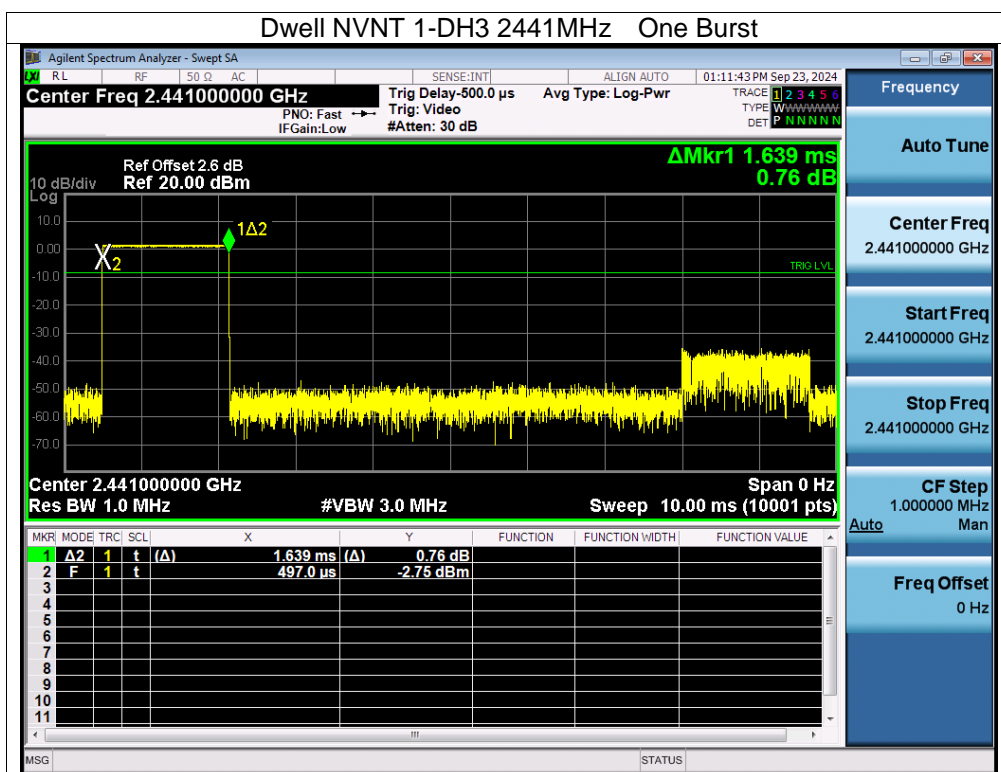 Dwell NVNT 1-DH3 2441MHz One Burst
Agilent Spectrum Analyzer - Swept SA
LXI RL RF 50 Ω AC SENSE:INT ALIGN AUTO 01:11:43 PM Sep 23, 2024
Center Freq 2.441000000 GHz Trig Delay-500.0 µs Avg Type: Log-Pwr TRACE 1 2 3 4 5 6
PNO: Fast Trig: Video TYPE WWWWWW
IFGain:Low #Atten: 30 dB DET P N N N N N
Frequency
Auto Tune
Center Freq
2.441000000 GHz
Start Freq
2.441000000 GHz
Stop Freq
2.441000000 GHz
CF Step
1.000000 MHz
Auto Man
Freq Offset
0 Hz
ΔMkr1 1.639 ms
0.76 dB
Ref Offset 2.6 dB
10 dB/div Ref 20.00 dBm
Log
10.0
0.00
-10.0
-20.0
-30.0
-40.0
-50.0
-60.0
-70.0
1Δ2
X2
TRIG LVL
Center 2.441000000 GHz Span 0 Hz
Res BW 1.0 MHz #VBW 3.0 MHz Sweep 10.00 ms (10001 pts)
MKR MODE TRC SCL X Y FUNCTION FUNCTION WIDTH FUNCTION VALUE
1 Δ2 1 t (Δ) 1.639 ms (Δ) 0.76 dB
2 F 1 t 497.0 µs -2.75 dBm
3
4
5
6
7
8
9
10
11
MSG STATUS